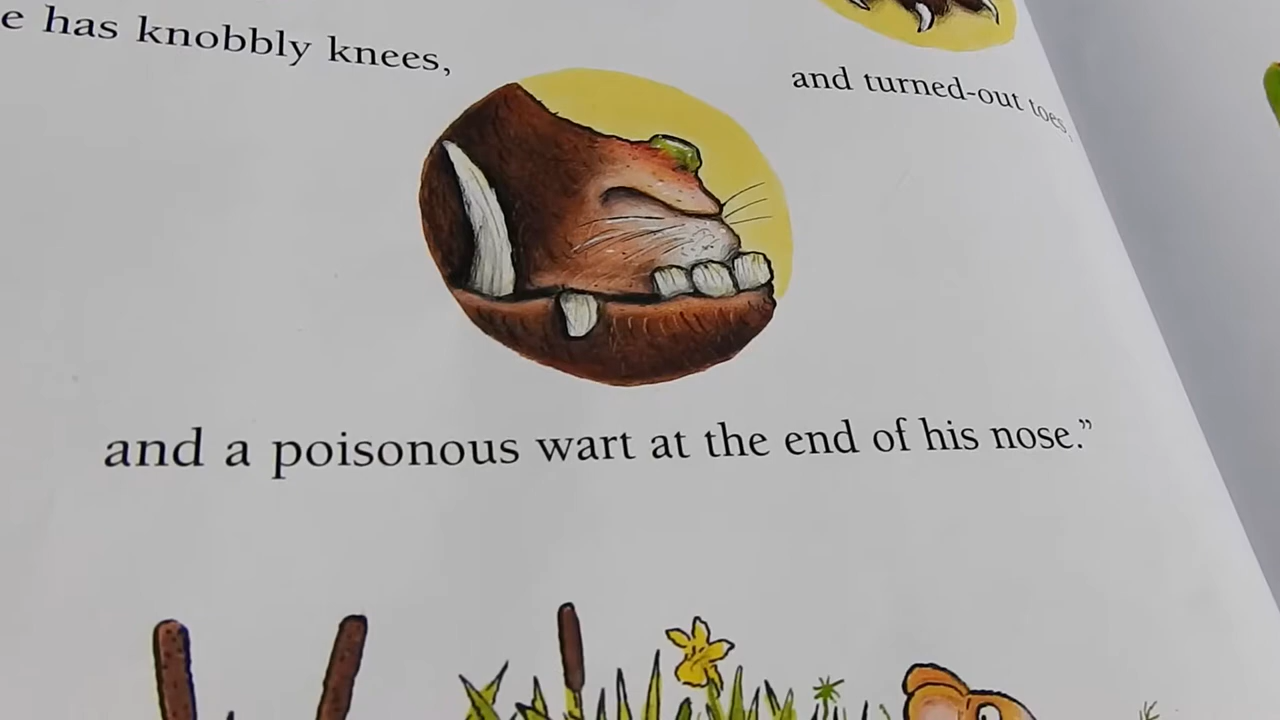 e has knobbly knees,
and turned-out toes,
and a poisonous wart at the end of his nose.”